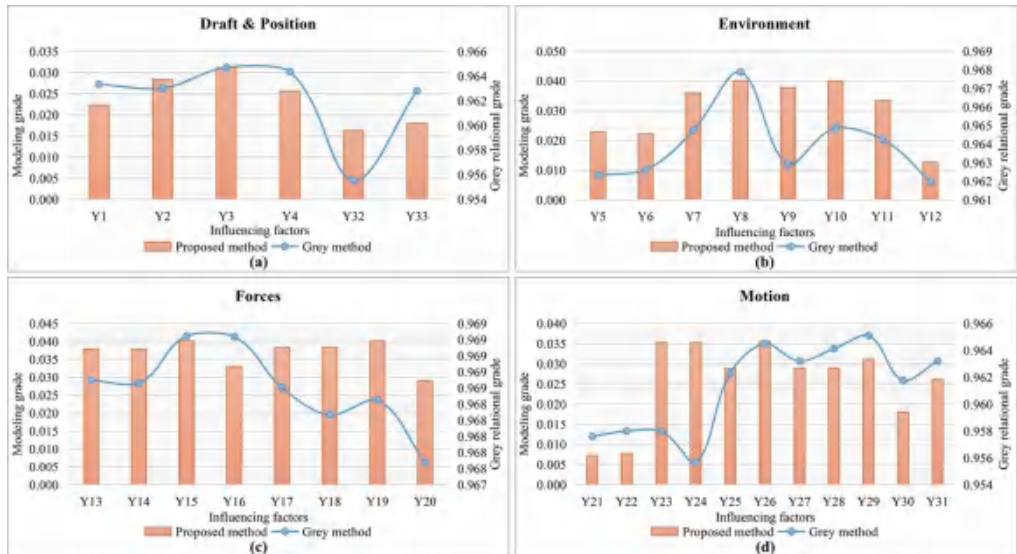 Draft & Position
0.035
0.030
0.025
0.020
0.015
0.010
0.005
0.000
Modeling grade
0.966
0.964
0.962
0.960
0.958
0.956
0.954
Grey relational grade
Y1 Y2 Y3 Y4 Y32 Y33
Influencing factors
Proposed method Grey method
(a)
Environment
0.050
0.040
0.030
0.020
0.010
0.000
Modeling grade
0.969
0.968
0.967
0.966
0.965
0.964
0.963
0.962
0.961
Grey relational grade
Y5 Y6 Y7 Y8 Y9 Y10 Y11 Y12
Influencing factors
Proposed method Grey method
(b)
Forces
0.045
0.040
0.035
0.030
0.025
0.020
0.015
0.010
0.005
0.000
Modeling grade
0.969
0.969
0.969
0.969
0.969
0.968
0.968
0.968
0.968
0.968
0.967
Grey relational grade
Y13 Y14 Y15 Y16 Y17 Y18 Y19 Y20
Influencing factors
Proposed method Grey method
(c)
Motion
0.040
0.035
0.030
0.025
0.020
0.015
0.010
0.005
0.000
Modeling grade
0.966
0.964
0.962
0.960
0.958
0.956
0.954
Grey relational grade
Y21 Y22 Y23 Y24 Y25 Y26 Y27 Y28 Y29 Y30 Y31
Influencing factors
Proposed method Grey method
(d)